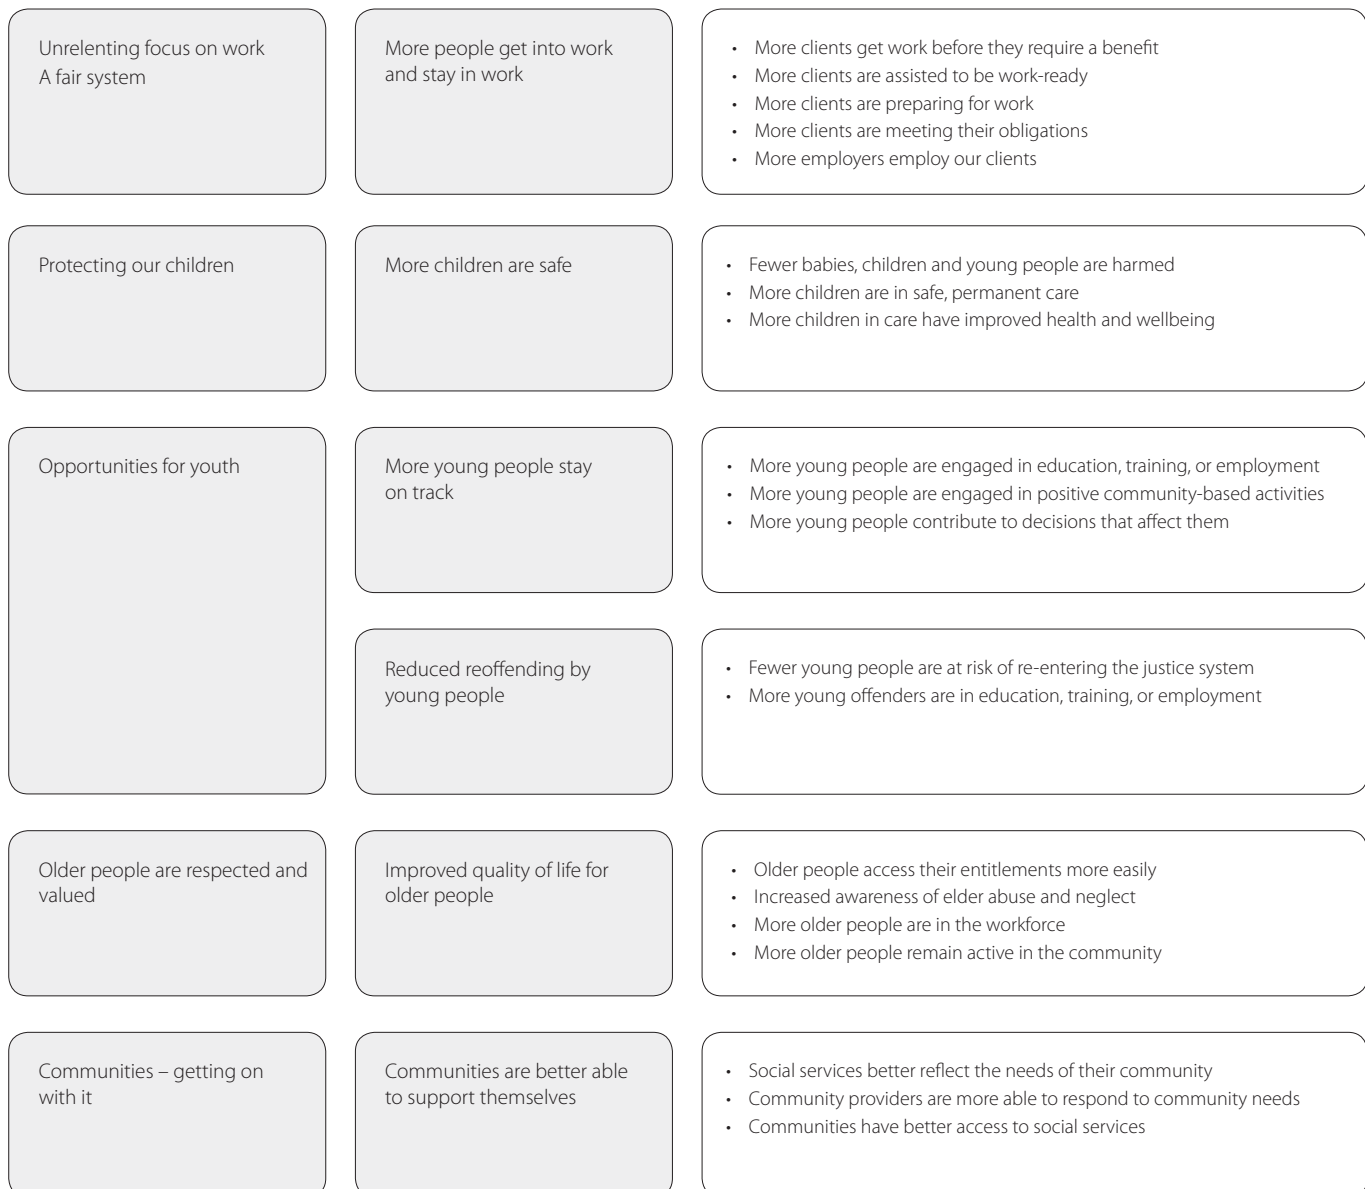 Unrelenting focus on work
A fair system
More people get into work
and stay in work
• More clients get work before they require a benefit
• More clients are assisted to be work-ready
• More clients are preparing for work
• More clients are meeting their obligations
• More employers employ our clients
Protecting our children
More children are safe
• Fewer babies, children and young people are harmed
• More children are in safe, permanent care
• More children in care have improved health and wellbeing
Opportunities for youth
More young people stay
on track
• More young people are engaged in education, training, or employment
• More young people are engaged in positive community-based activities
• More young people contribute to decisions that affect them
Reduced reoffending by
young people
• Fewer young people are at risk of re-entering the justice system
• More young offenders are in education, training, or employment
Older people are respected and
valued
Improved quality of life for
older people
• Older people access their entitlements more easily
• Increased awareness of elder abuse and neglect
• More older people are in the workforce
• More older people remain active in the community
Communities – getting on
with it
Communities are better able
to support themselves
• Social services better reflect the needs of their community
• Community providers are more able to respond to community needs
• Communities have better access to social services